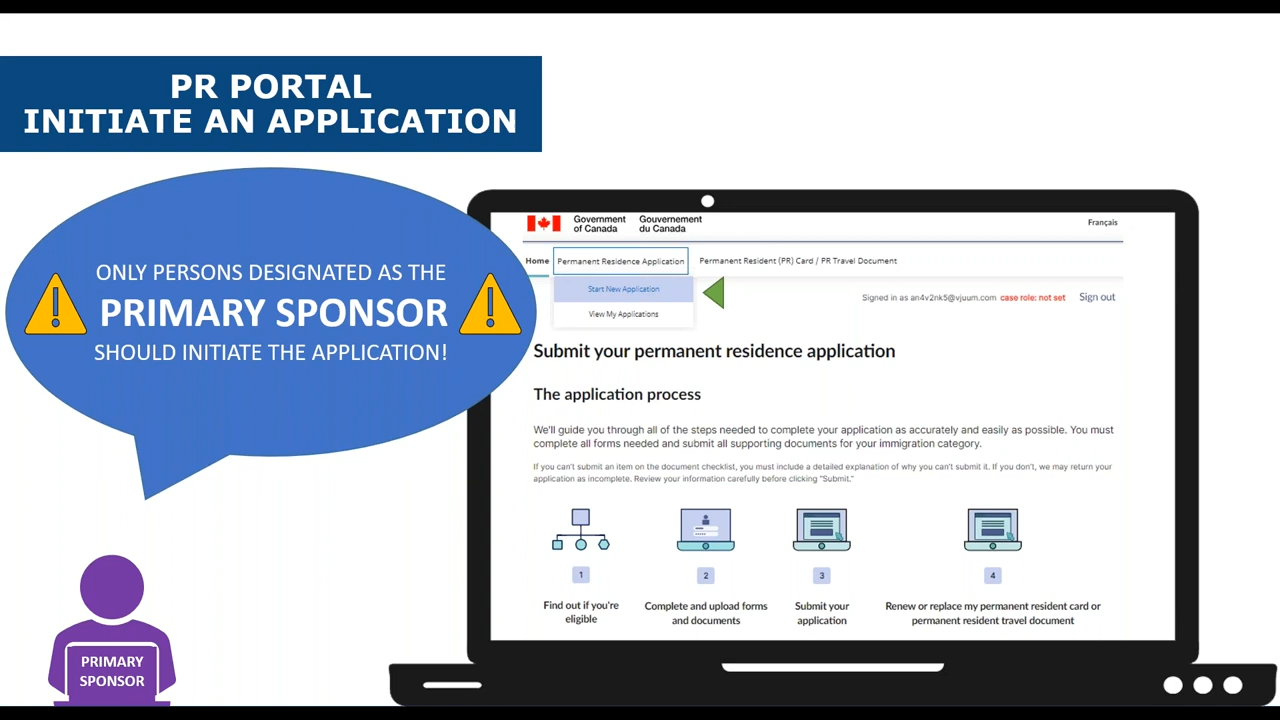 PR PORTAL
INITIATE AN APPLICATION
ONLY PERSONS DESIGNATED AS THE
PRIMARY SPONSOR
SHOULD INITIATE THE APPLICATION!
PRIMARY
SPONSOR
Government Gouvernement
of Canada du Canada
Français
Home Permanent Residence Application Permanent Resident (PR) Card / PR Travel Document
Start New Application
View My Applications
Signed in as an4v2nk5@vjuum.com case role: not set Sign out
Submit your permanent residence application
The application process
We'll guide you through all of the steps needed to complete your application as accurately and easily as possible. You must
complete all forms needed and submit all supporting documents for your immigration category.
If you can't submit an item on the document checklist, you must include a detailed explanation of why you can't submit it. If you don't, we may return your
application as incomplete. Review your information carefully before clicking "Submit."
1 2 3 4
Find out if you're Complete and upload forms Submit your Renew or replace my permanent resident card or
eligible and documents application permanent resident travel document